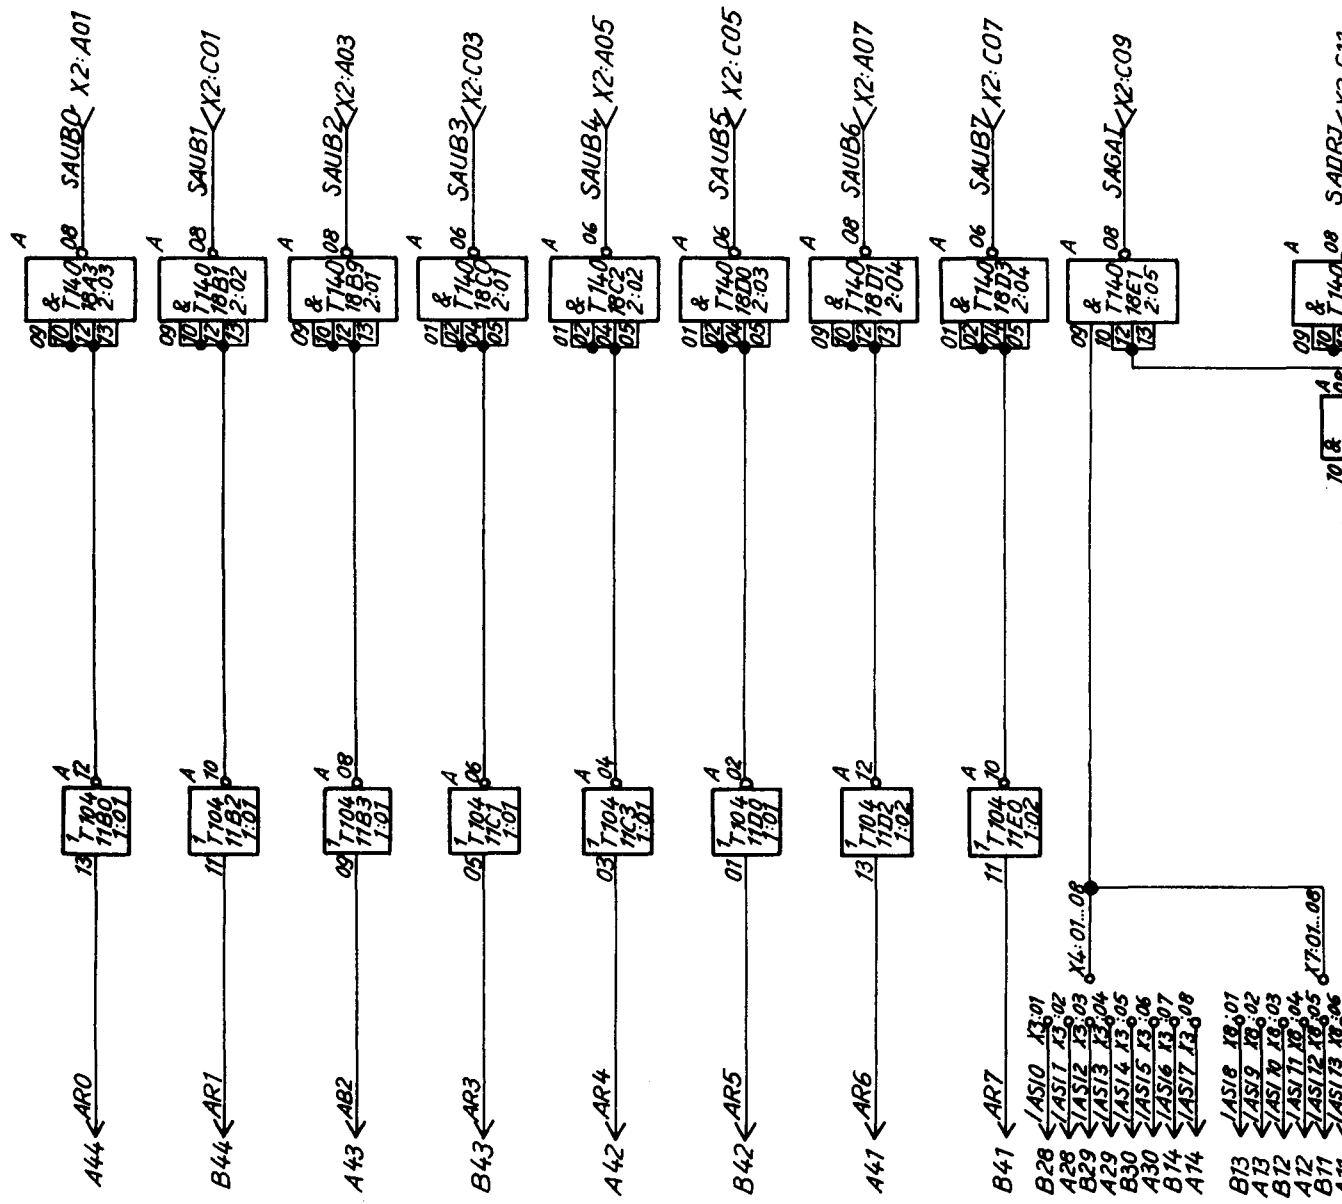 SAUB0 X2:A01
A 08
09 10 12 13 & T140 18A3 2:03
A 12
1 T104 11B0 1:01
13
AR0
A44
SAUB1 X2:C01
A 08
09 10 12 13 & T140 18B1 2:02
A 10
1 T104 11B2 1:01
11
AR1
B44
SAUB2 X2:A03
A 08
09 10 12 13 & T140 18B9 2:01
A 08
1 T104 11B3 1:01
09
AB2
A43
SAUB3 X2:C03
A 06
01 02 04 05 & T140 18C0 2:01
A 06
1 T104 11C1 1:01
05
AR3
B43
SAUB4 X2:A05
A 06
01 02 04 05 & T140 18C2 2:02
A 04
1 T104 11C3 1:01
03
AR4
A42
SAUB5 X2:C05
A 06
01 02 04 05 & T140 18D0 2:03
A 02
1 T104 11D0 1:01
01
AR5
B42
SAUB6 X2:A07
A 08
09 10 12 13 & T140 18D1 2:04
A 12
1 T104 11D2 1:02
13
AR6
A41
SAUB7 X2:C07
A 06
01 02 04 05 & T140 18D3 2:04
A 10
1 T104 11E0 1:02
11
AR7
B41
SAGAI X2:C09
A 08
09 10 12 13 & T140 18E1 2:05
X4:01...08
B28 /ASI0 X3:01
A28 /ASI1 X3:02
B29 /ASI2 X3:03
A29 /ASI3 X3:04
B30 /ASI4 X3:05
A30 /ASI5 X3:06
B14 /ASI6 X3:07
A14 /ASI7 X3:08
X7:01...08
B13 /ASI8 X8:01
A13 /ASI9 X8:02
B12 /ASI10 X8:03
A12 /ASI11 X8:04
B11 /ASI12 X8:05
/ASI13 X8:06
A 08
09 10 & T140
A 08
10 &